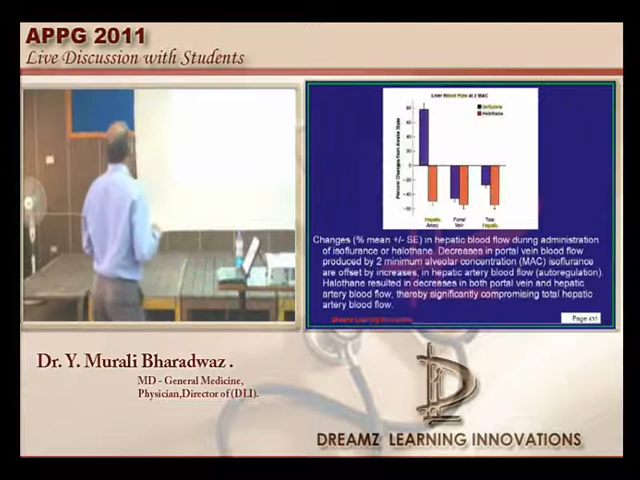 APPG 2011
Live Discussion with Students
Liver Blood Flow at 2 MAC
Isoflurane
Halothane
Percent Changes from Awake State
Hepatic Artery
Portal Vein
Total Hepatic
Changes (% mean +/- SE) in hepatic blood flow during administration
of isoflurance or halothane. Decreases in portal vein blood flow
produced by 2 minimum alveolar concentration (MAC) isoflurance
are offset by increases, in hepatic artery blood flow (autoregulation).
Halothane resulted in decreases in both portal vein and hepatic
artery blood flow, thereby significantly compromising total hepatic
artery blood flow.
Dreamz Learning Innovations
Page
Dr. Y. Murali Bharadwaz .
MD - General Medicine,
Physician,Director of (DLI).
DREAMZ LEARNING INNOVATIONS